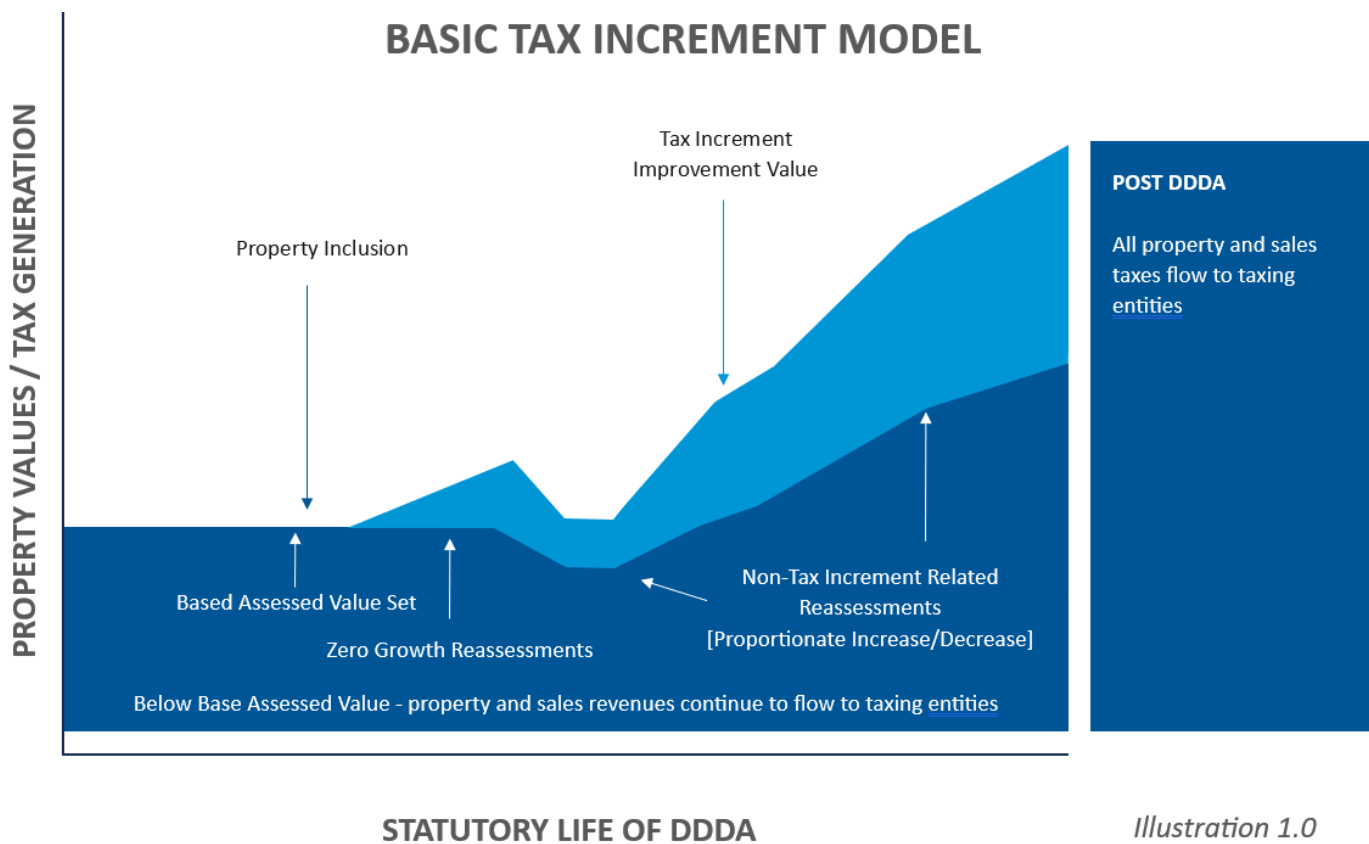 BASIC TAX INCREMENT MODEL
PROPERTY VALUES / TAX GENERATION
Tax Increment
Improvement Value
Property Inclusion
POST DDDA
All property and sales
taxes flow to taxing
entities
Based Assessed Value Set
Zero Growth Reassessments
Non-Tax Increment Related
Reassessments
[Proportionate Increase/Decrease]
Below Base Assessed Value - property and sales revenues continue to flow to taxing entities
STATUTORY LIFE OF DDDA
Illustration 1.0